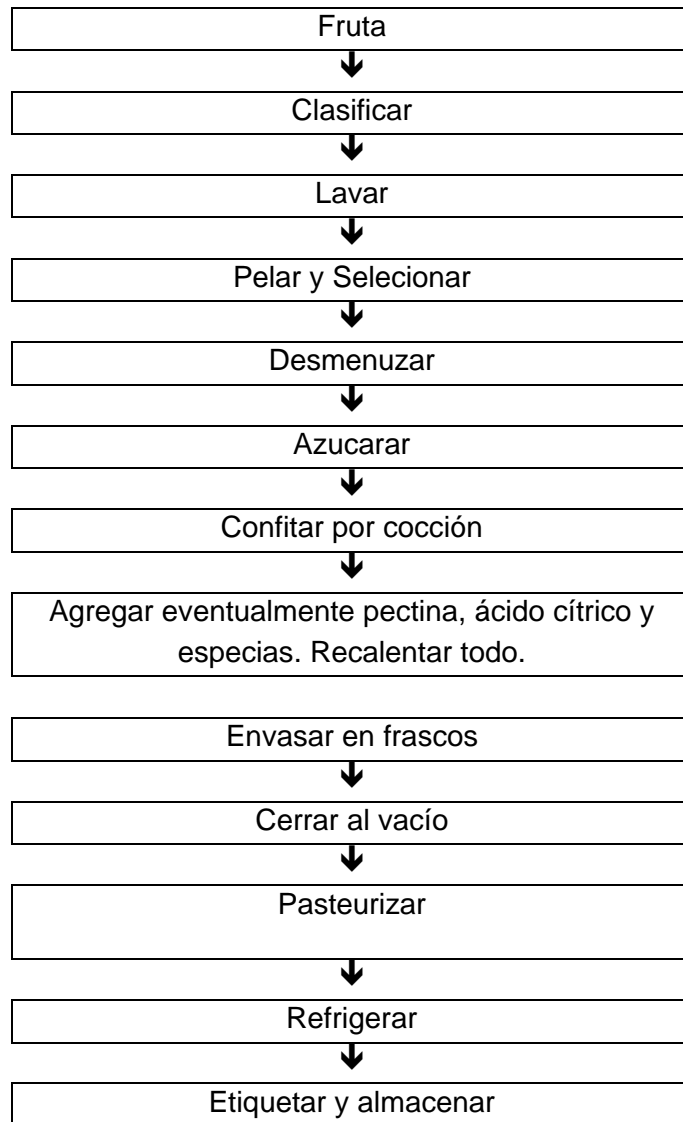 Fruta
Clasificar
Lavar
Pelar y Selecionar
Desmenuzar
Azucarar
Confitar por cocción
Agregar eventualmente pectina, ácido cítrico y
especias. Recalentar todo.
Envasar en frascos
Cerrar al vacío
Pasteurizar
Refrigerar
Etiquetar y almacenar